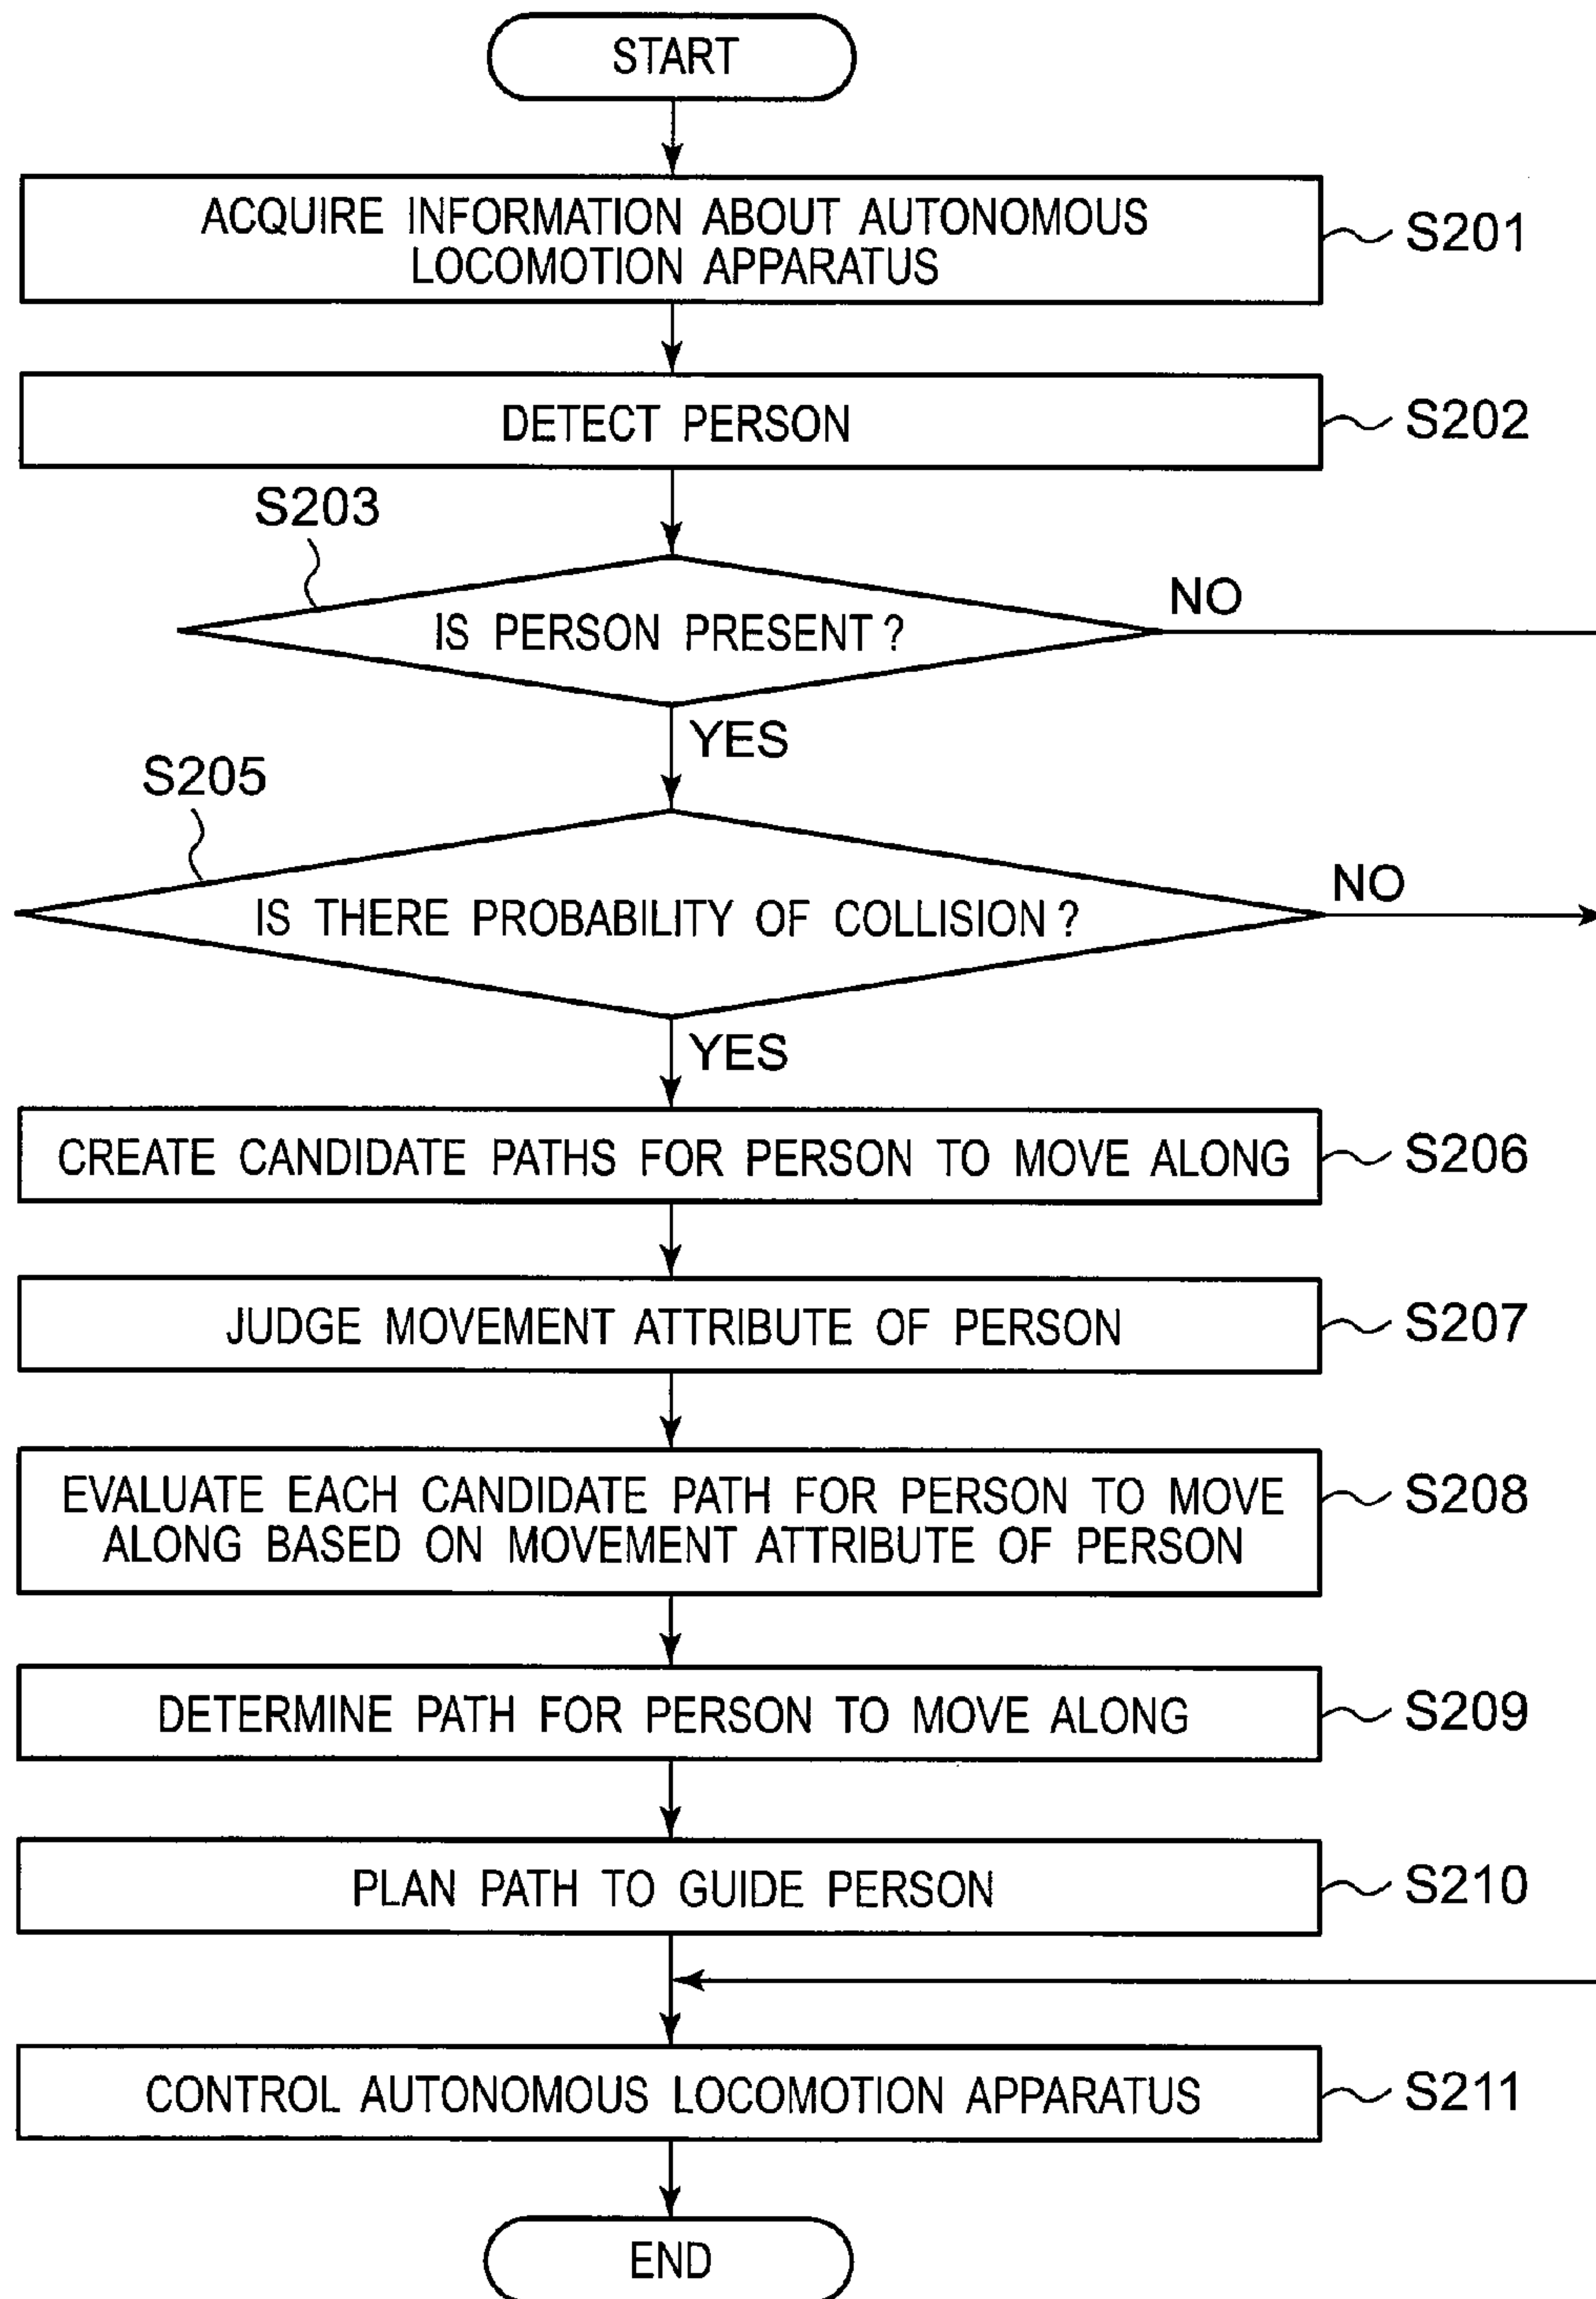 START
ACQUIRE INFORMATION ABOUT AUTONOMOUS
LOCOMOTION APPARATUS
S201
DETECT PERSON
S202
S203
IS PERSON PRESENT?
NO
YES
S205
IS THERE PROBABILITY OF COLLISION?
NO
YES
CREATE CANDIDATE PATHS FOR PERSON TO MOVE ALONG
S206
JUDGE MOVEMENT ATTRIBUTE OF PERSON
S207
EVALUATE EACH CANDIDATE PATH FOR PERSON TO MOVE
ALONG BASED ON MOVEMENT ATTRIBUTE OF PERSON
S208
DETERMINE PATH FOR PERSON TO MOVE ALONG
S209
PLAN PATH TO GUIDE PERSON
S210
CONTROL AUTONOMOUS LOCOMOTION APPARATUS
S211
END